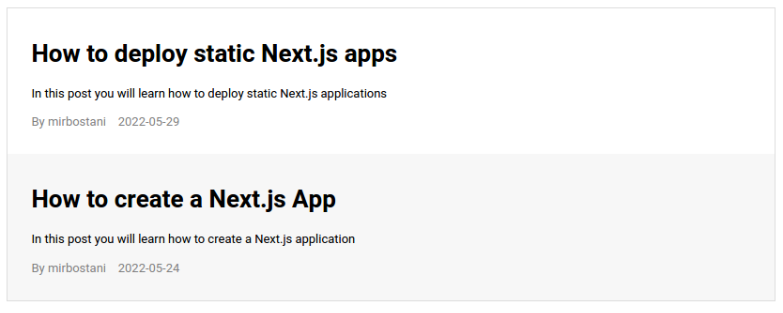 How to deploy static Next.js apps
In this post you will learn how to deploy static Next.js applications
By mirbostani 2022-05-29
How to create a Next.js App
In this post you will learn how to create a Next.js application
By mirbostani 2022-05-24